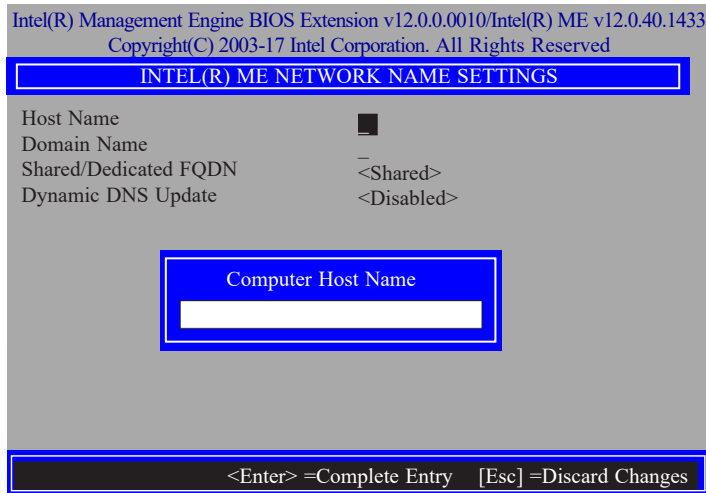 Intel(R) Management Engine BIOS Extension v12.0.0.0010/Intel(R) ME v12.0.40.1433
Copyright(C) 2003-17 Intel Corporation. All Rights Reserved
INTEL(R) ME NETWORK NAME SETTINGS
Host Name _
Domain Name _
Shared/Dedicated FQDN <Shared>
Dynamic DNS Update <Disabled>
Computer Host Name
<Enter> =Complete Entry [Esc] =Discard Changes